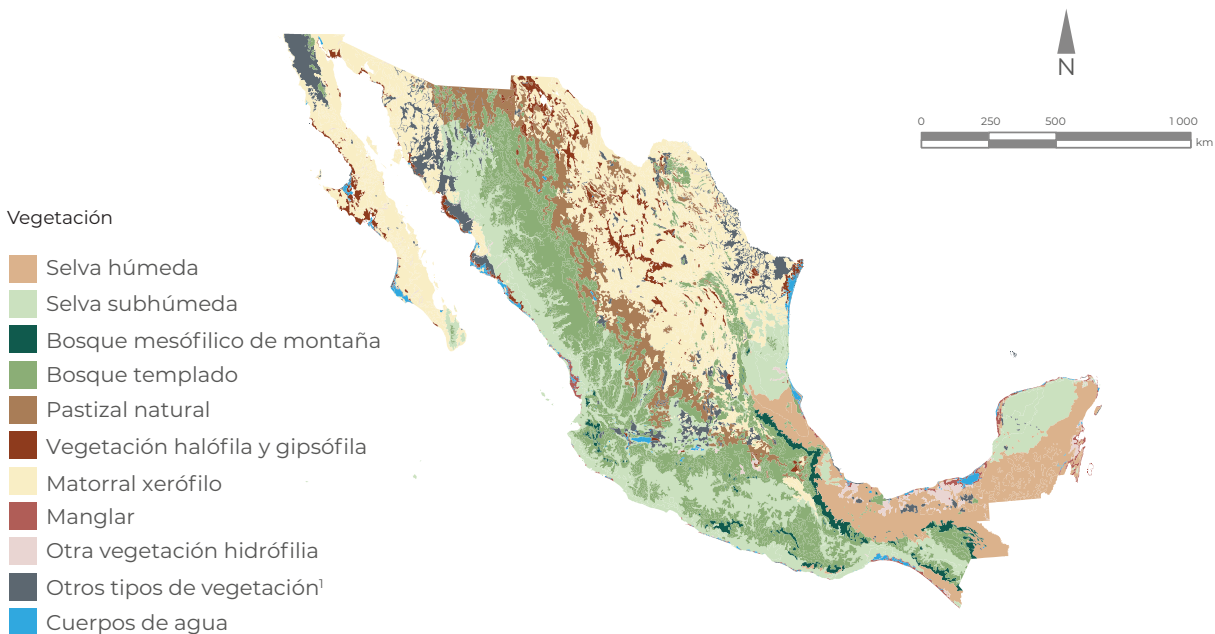 N
0 250 500 1 000
km
Vegetación
Selva húmeda
Selva subhúmeda
Bosque mesófilico de montaña
Bosque templado
Pastizal natural
Vegetación halófila y gipsófila
Matorral xerófilo
Manglar
Otra vegetación hidrófilia
Otros tipos de vegetación¹
Cuerpos de agua